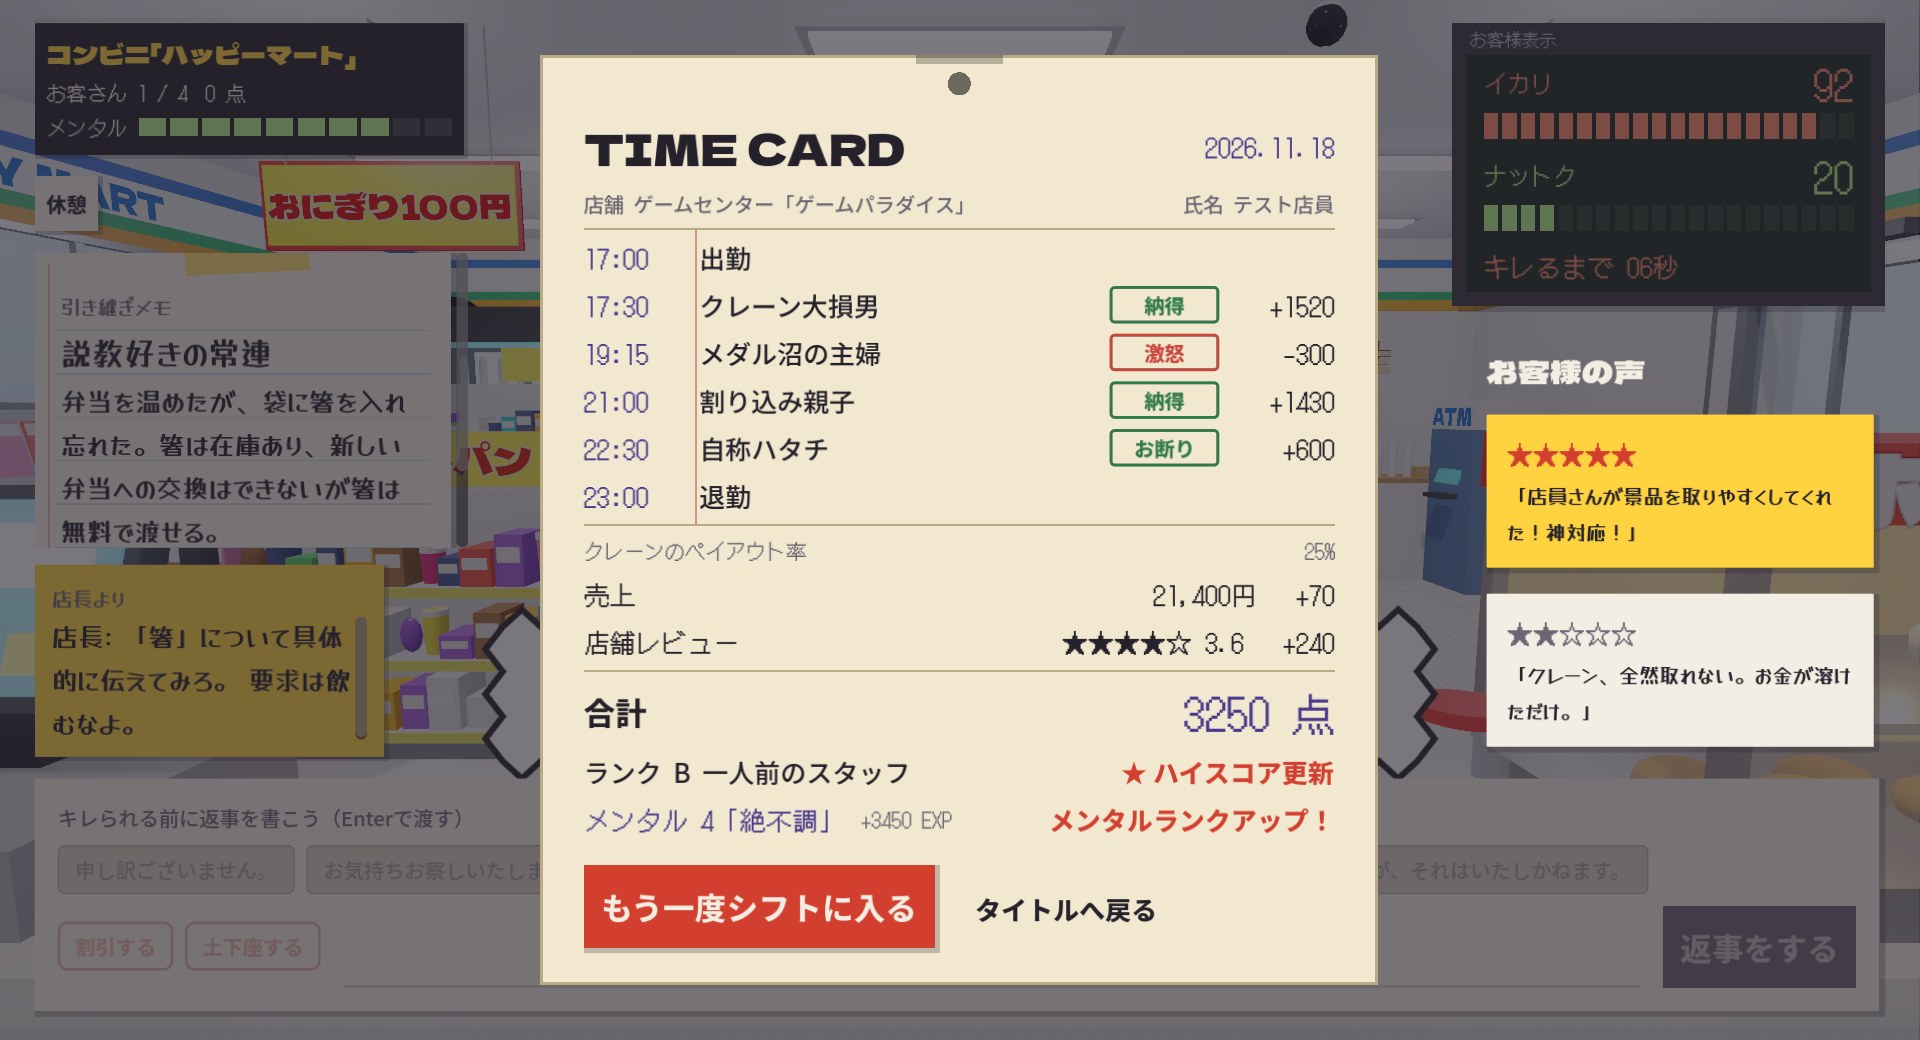 コンビニ「ハッピーマート」
お客さん 1/4 0点
メンタル
休憩
おにぎり100円
引き継ぎメモ
説教好きの常連
弁当を温めたが、袋に箸を入れ
忘れた。箸は在庫あり、新しい
弁当への交換はできないが箸は
無料で渡せる。
パン
店長より
店長:「箸」について具体
的に伝えてみろ。 要求は飲
むなよ。
TIME CARD
2026.11.18
店舗 ゲームセンター「ゲームパラダイス」
氏名 テスト店員
17:00 出勤
17:30 クレーン大損男 納得 +1520
19:15 メダル沼の主婦 激怒 -300
21:00 割り込み親子 納得 +1430
22:30 自称ハタチ お断り +600
23:00 退勤
クレーンのペイアウト率 25%
売上 21,400円 +70
店舗レビュー ★★★★☆ 3.6 +240
合計 3250 点
ランク B 一人前のスタッフ ★ ハイスコア更新
メンタル 4「絶不調」 +3450 EXP メンタルランクアップ!
もう一度シフトに入る
タイトルへ戻る
お客様表示
イカリ 92
ナットク 20
キレるまで 06秒
お客様の声
★★★★★
「店員さんが景品を取りやすくしてくれ
た!神対応!」
★★☆☆☆
「クレーン、全然取れない。お金が溶け
ただけ。」
ATM
キレられる前に返事を書こう(Enterで渡す)
申し訳ございません。
お気持ちお察しいたしま
が、それはいたしかねます。
割引する
土下座する
返事をする